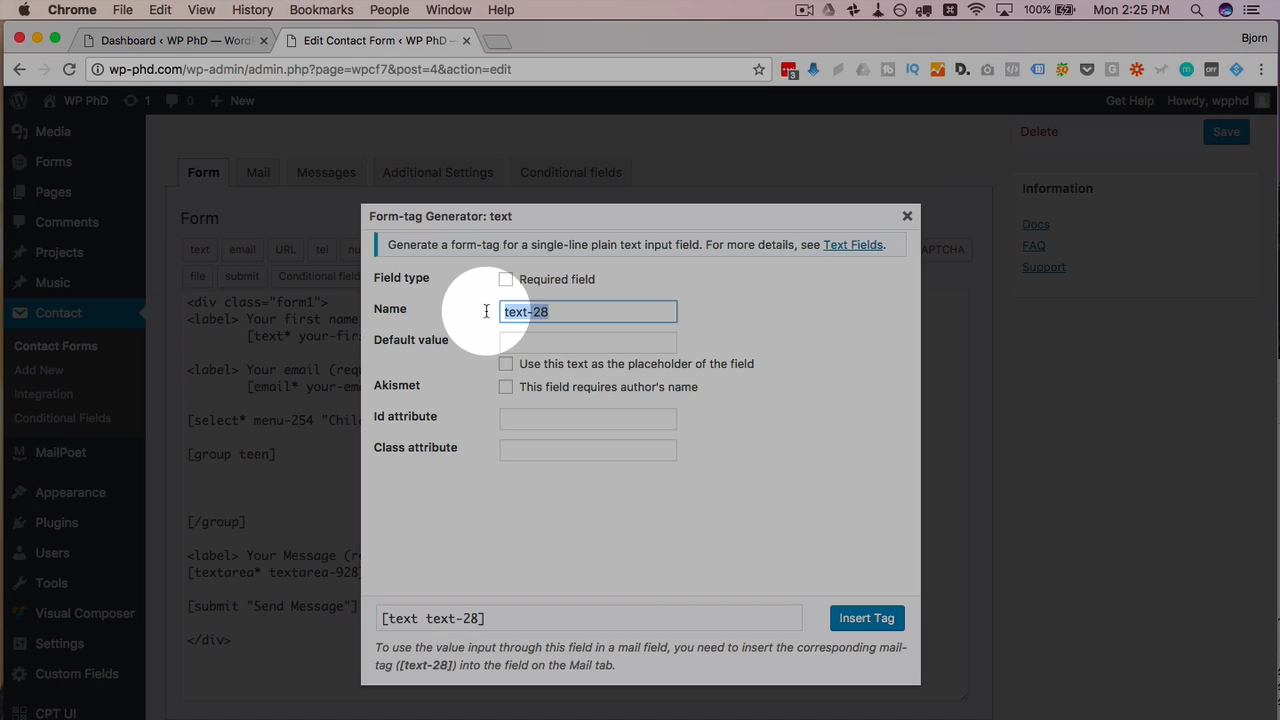 Chrome File Edit View History Bookmarks People Window Help 100% Mon 2:25 PM
Dashboard ‹ WP PhD — WordP
Edit Contact Form ‹ WP PhD —
Bjorn
wp-phd.com/wp-admin/admin.php?page=wpcf7&post=4&action=edit
WP PhD 1 0 New Get Help Howdy, wpphd
Media
Forms
Pages
Comments
Projects
Music
Contact
Contact Forms
Add New
Integration
Conditional Fields
MailPoet
Appearance
Plugins
Users
Tools
Visual Composer
Settings
Custom Fields
CPT UI
Delete Save
Form Mail Messages Additional Settings Conditional fields
Information
Docs
FAQ
Support
Form
text email URL tel
file submit Conditional field
<div class="form1">
<label> Your first name
[text* your-firs
<label> Your email (requ
[email* your-ema
[select* menu-254 "Chil
[group teen]
[/group]
<label> Your Message (re
[textarea* textarea-928]
[submit "Send Message"]
</div>
Form-tag Generator: text
Generate a form-tag for a single-line plain text input field. For more details, see Text Fields.
Field type Required field
Name text-28
Default value
Use this text as the placeholder of the field
Akismet This field requires author's name
Id attribute
Class attribute
[text text-28] Insert Tag
To use the value input through this field in a mail field, you need to insert the corresponding mail-
tag ([text-28]) into the field on the Mail tab.